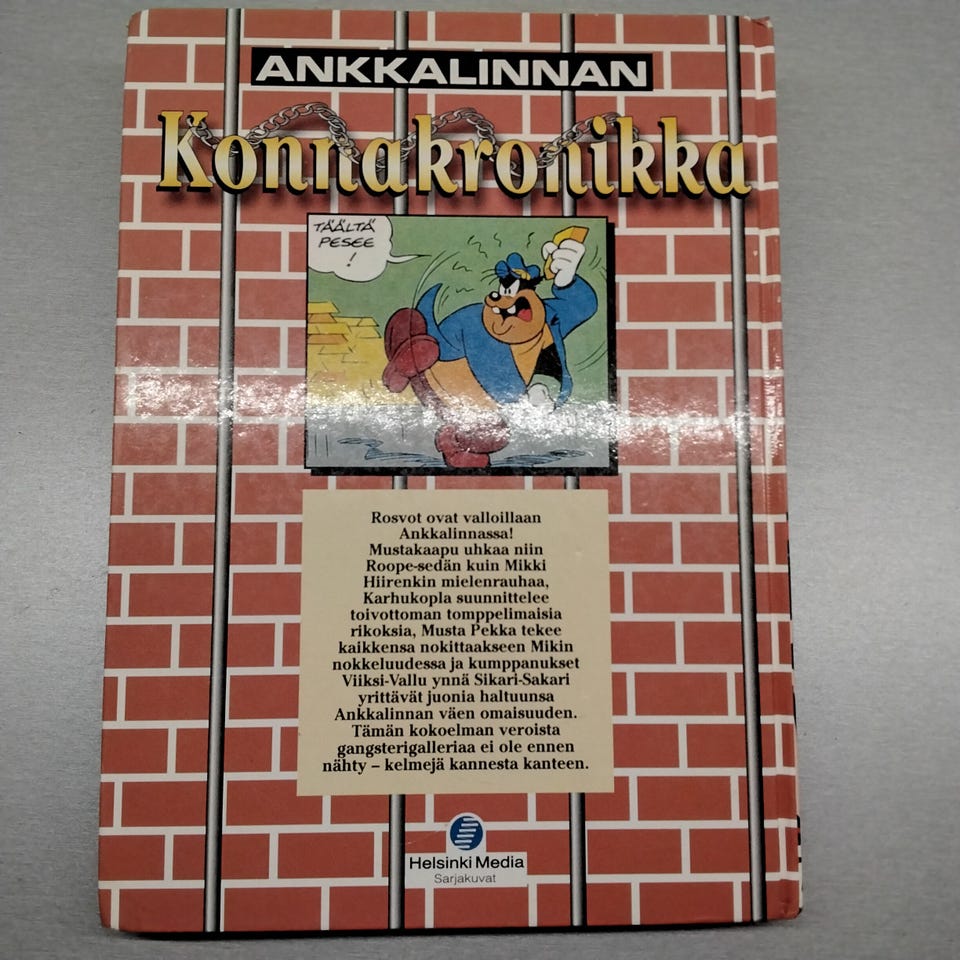 ANKKALINNAN
Konnakronikka
TÄÄLTÄ
PESEE
!
Rosvot ovat valloillaan
Ankkalinnassa!
Mustakaapu uhkaa niin
Roope-sedän kuin Mikki
Hiirenkin mielenrauhaa,
Karhukopla suunnittelee
toivottoman tomppelimaisia
rikoksia, Musta Pekka tekee
kaikkensa nokittaakseen Mikin
nokkeluudessa ja kumppanukset
Viiksi-Vallu ynnä Sikari-Sakari
yrittävät juonia haltuunsa
Ankkalinnan väen omaisuuden.
Tämän kokoelman veroista
gangsterigalleriaa ei ole ennen
nähty – kelmejä kannesta kanteen.
Helsinki Media
Sarjakuvat